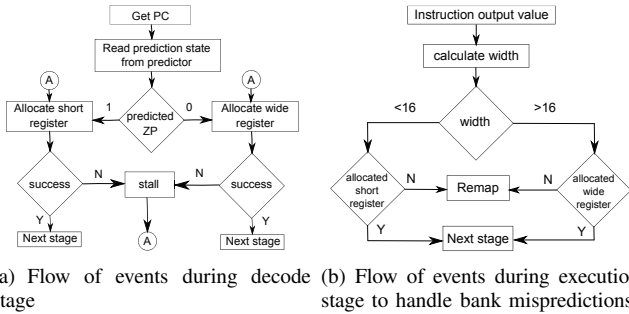 Get PC
Read prediction state
from predictor
A
A
Allocate short
register
1
predicted
ZP
0
Allocate wide
register
success
N
stall
N
success
Y
Y
Next stage
A
Next stage
a) Flow of events during decode
tage
Instruction output value
calculate width
<16
>16
width
allocated
short
register
N
Remap
N
allocated
wide
register
Y
Next stage
Y
(b) Flow of events during executio
stage to handle bank mispredictions